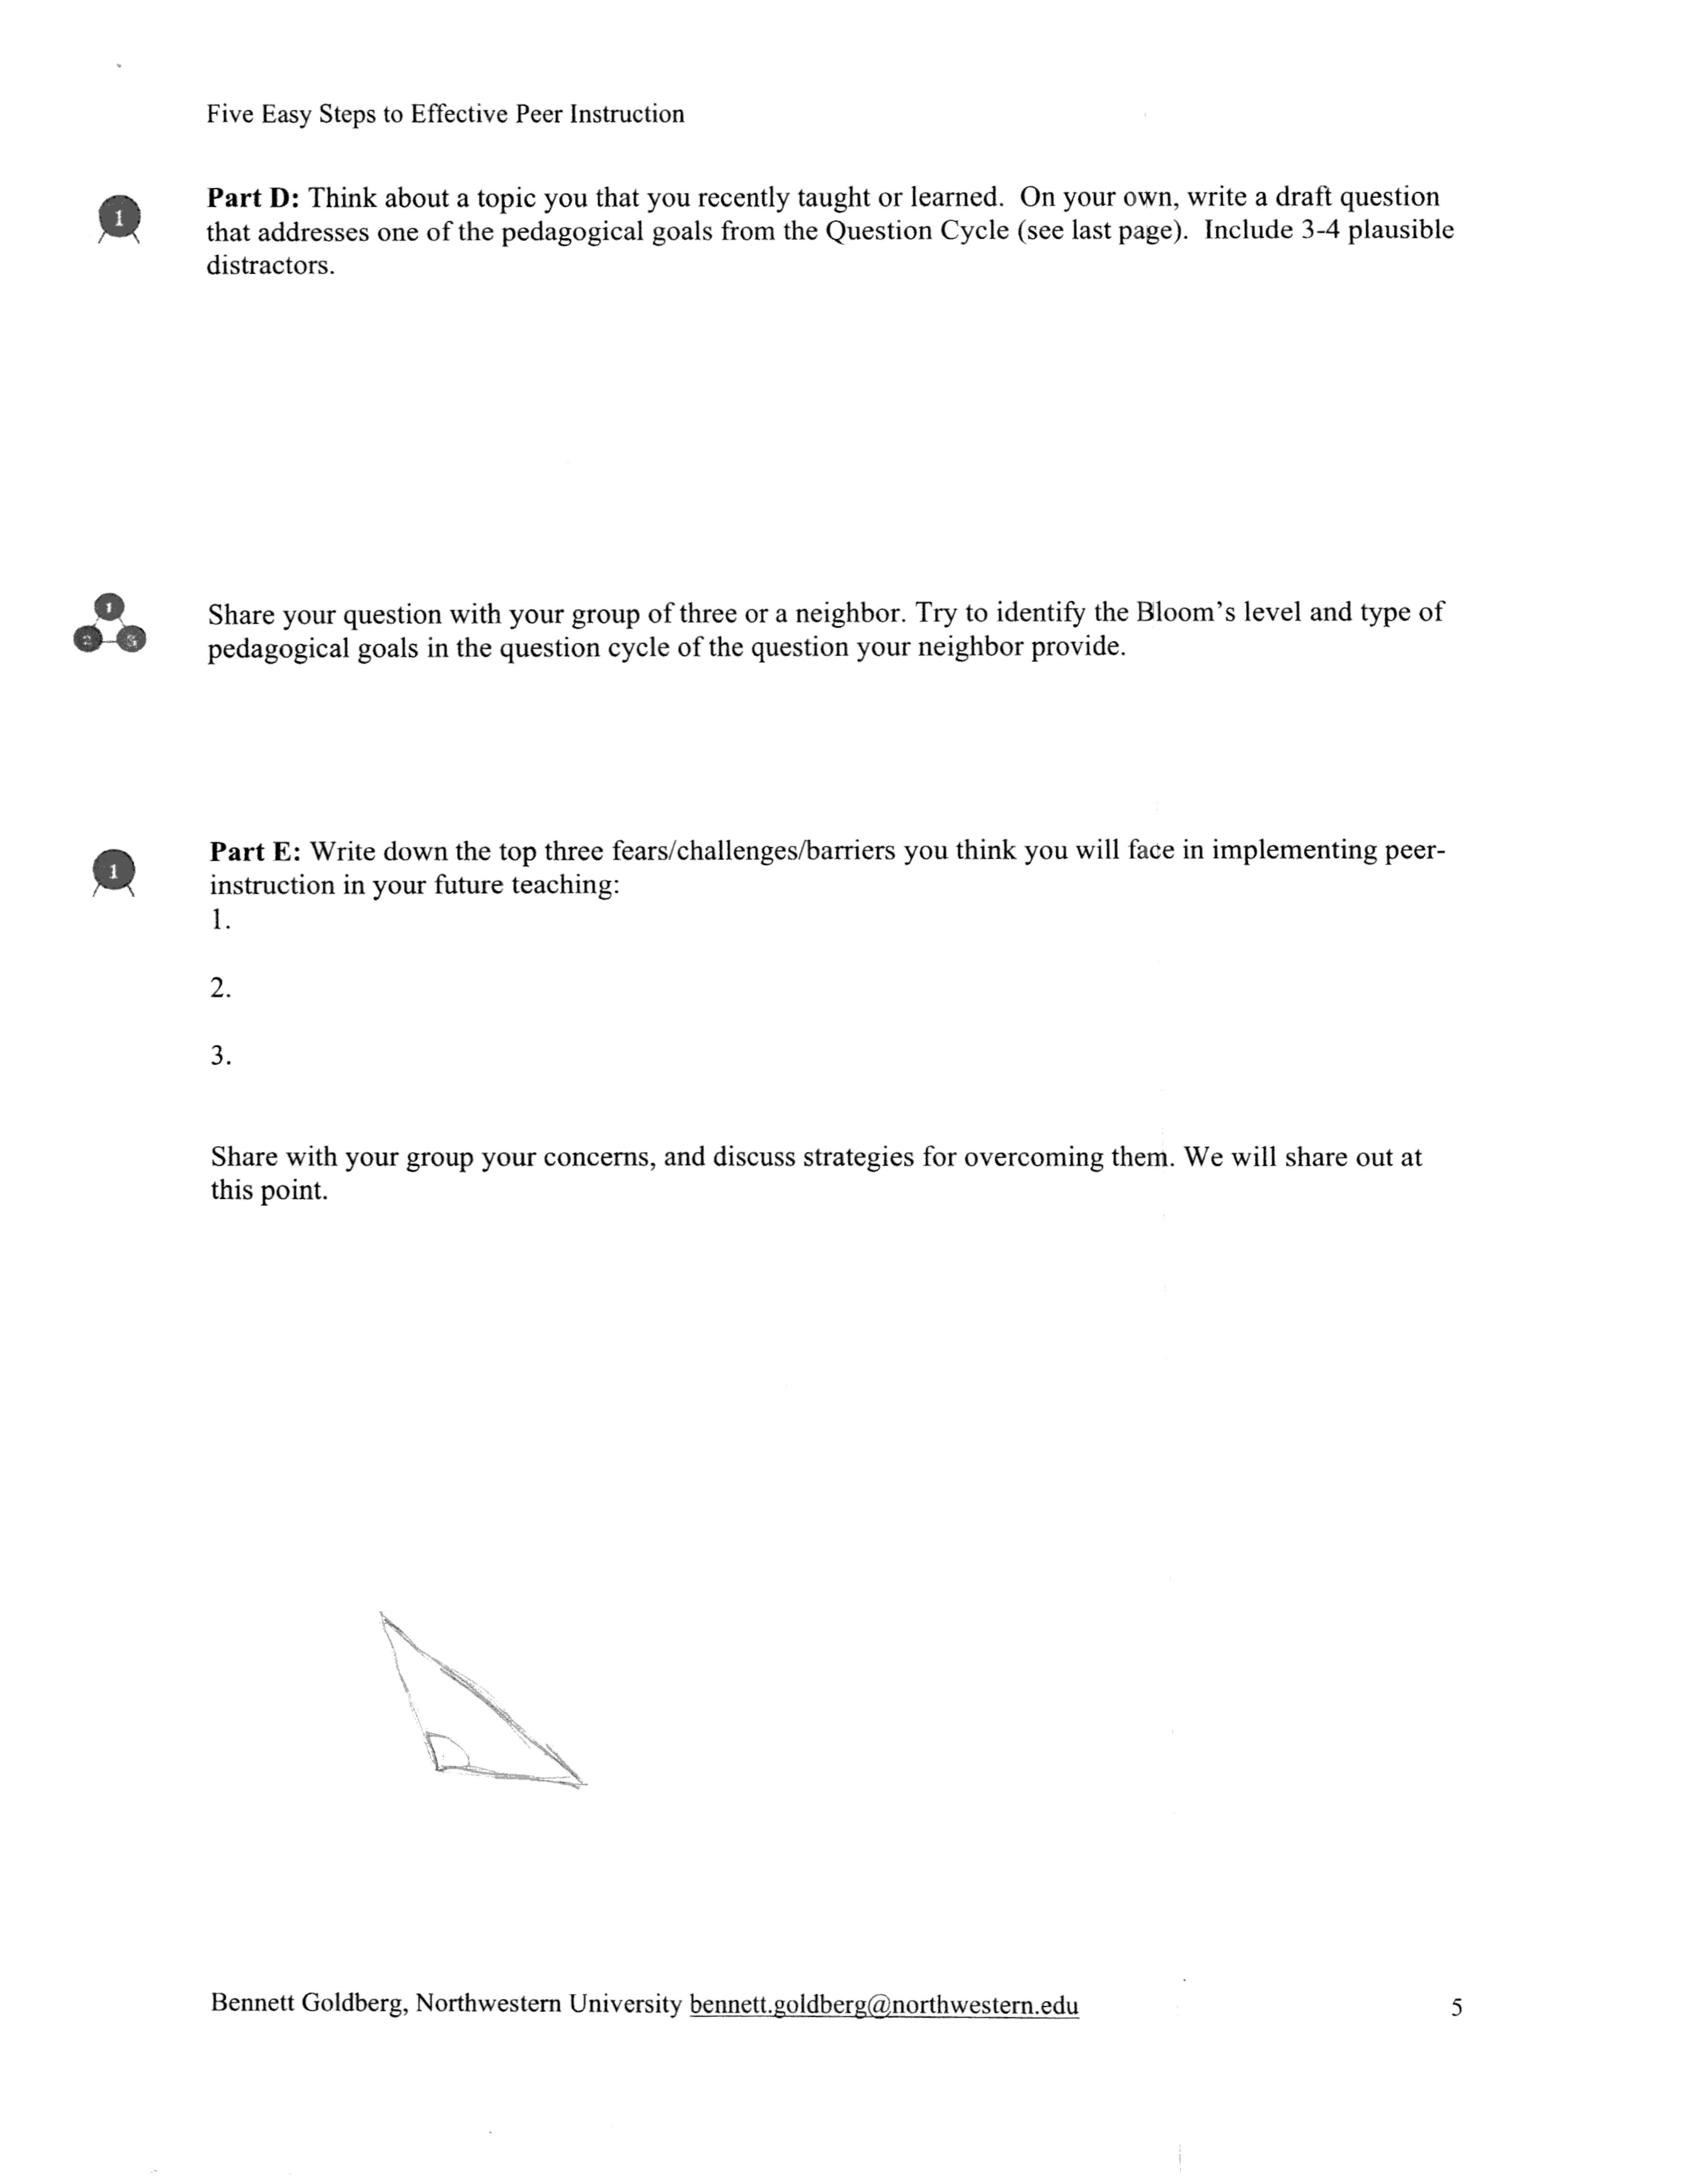 Five Easy Steps to Effective Peer Instruction
1
Part D: Think about a topic you that you recently taught or learned. On your own, write a draft question
that addresses one of the pedagogical goals from the Question Cycle (see last page). Include 3-4 plausible
distractors.
1
2 3
Share your question with your group of three or a neighbor. Try to identify the Bloom's level and type of
pedagogical goals in the question cycle of the question your neighbor provide.
1
Part E: Write down the top three fears/challenges/barriers you think you will face in implementing peer-
instruction in your future teaching:
1.
2.
3.
Share with your group your concerns, and discuss strategies for overcoming them. We will share out at
this point.
Bennett Goldberg, Northwestern University bennett.goldberg@northwestern.edu 5